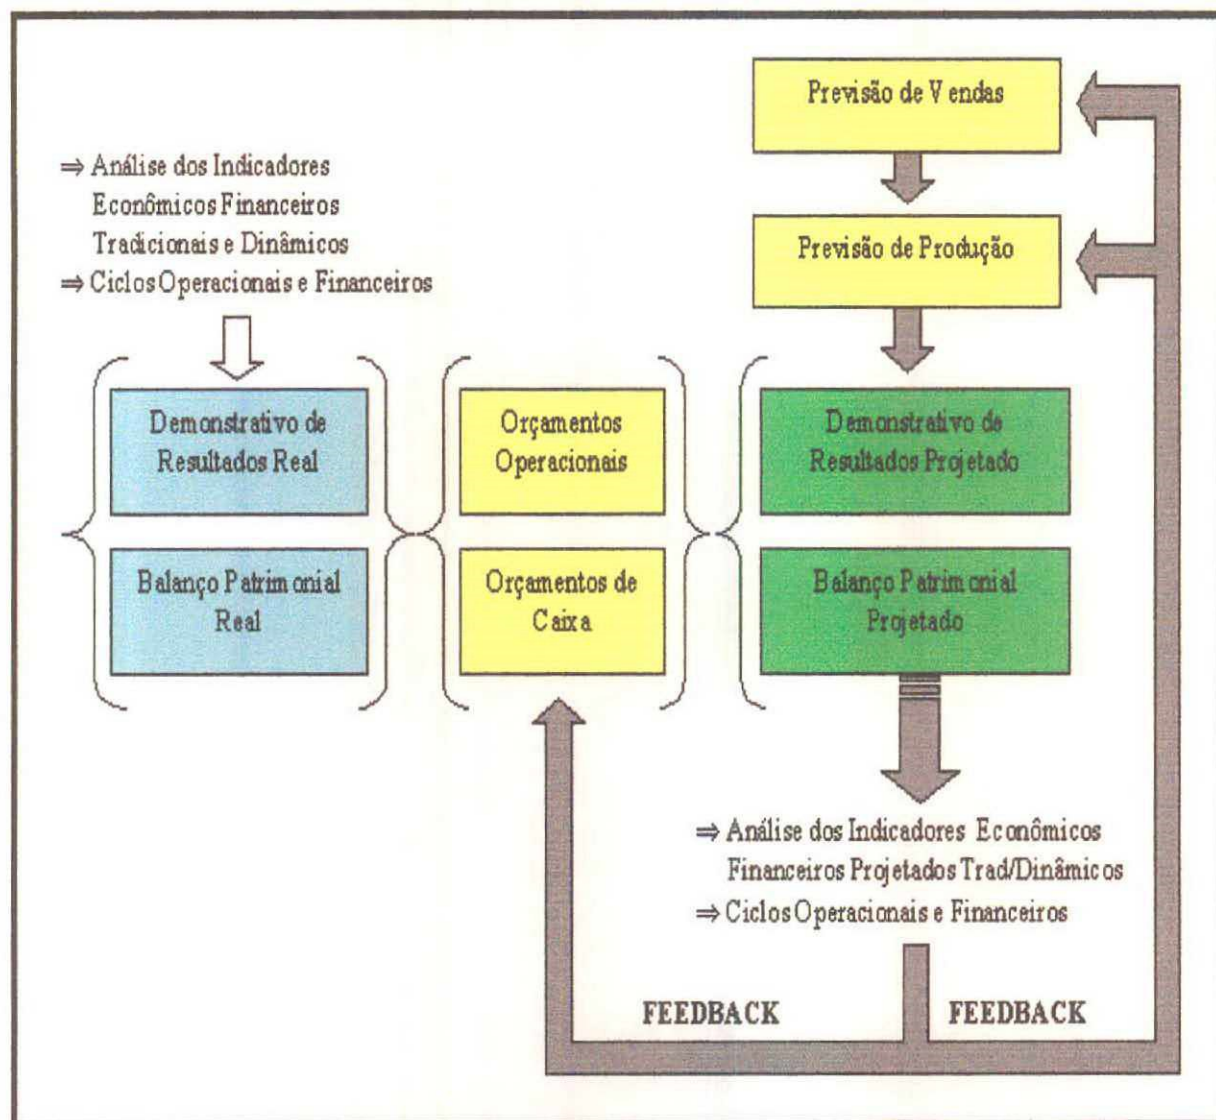 Previsão de Vendas
⇒ Análise dos Indicadores
Econômicos Financeiros
Tradicionais e Dinâmicos
⇒ Ciclos Operacionais e Financeiros
Previsão de Produção
Demonstrativo de
Resultados Real
Orçamentos
Operacionais
Demonstrativo de
Resultados Projetado
Balanço Patrimonial
Real
Orçamentos de
Caixa
Balanço Patrimonial
Projetado
⇒ Análise dos Indicadores Econômicos
Financeiros Projetados Trad/Dinâmicos
⇒ Ciclos Operacionais e Financeiros
FEEDBACK
FEEDBACK